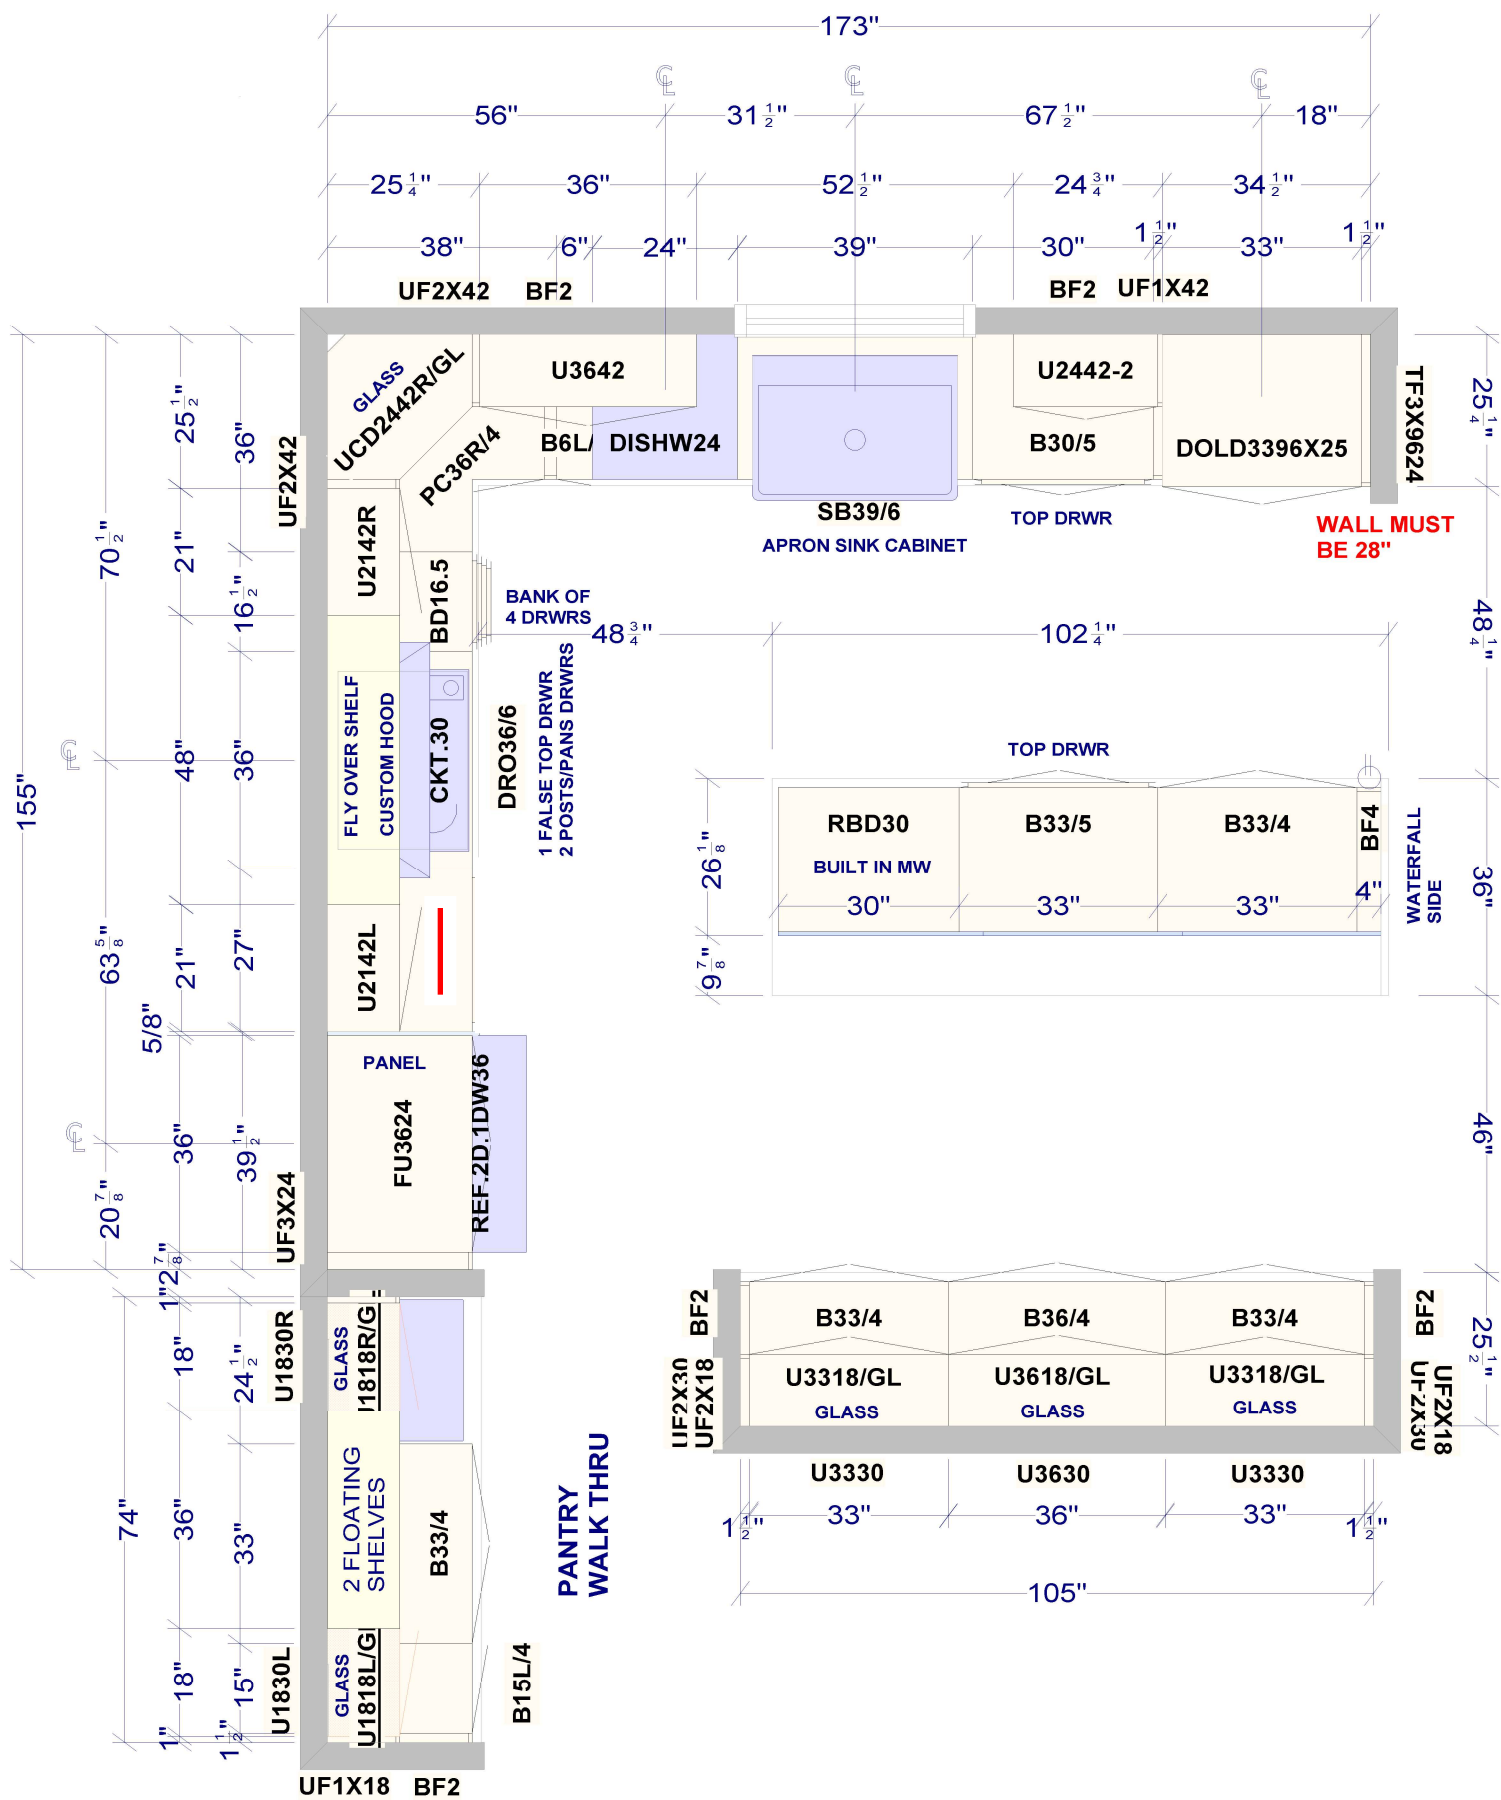 173"
56"
31 1/2"
67 1/2"
18"
25 1/4"
36"
52 1/2"
24 3/4"
34 1/2"
38"
6"
24"
39"
30"
1 1/2"
33"
1 1/2"
UF2X42
BF2
BF2
UF1X42
GLASS
UCD2442R/GL
PC36R/4
U3642
B6L/
DISHW24
U2442-2
B30/5
DOLD3396X25
TF3X9624
SB39/6
APRON SINK CABINET
TOP DRWR
WALL MUST
BE 28"
25 1/4"
48 1/4"
36"
46"
25 1/2"
155"
70 1/2"
63 5/8"
20 7/8"
25 1/2"
21"
48"
21"
5/8"
36"
2 7/8"
36"
16 1/2"
36"
27"
39 1/2"
UF2X42
U2142R
BD16.5
BANK OF
4 DRWRS
48 3/4"
102 1/4"
FLY OVER SHELF
CUSTOM HOOD
CKT.30
DRO36/6
1 FALSE TOP DRWR
2 POSTS/PANS DRWRS
U2142L
TOP DRWR
RBD30
BUILT IN MW
B33/5
B33/4
BF4
WATERFALL
SIDE
30"
33"
33"
4"
26 1/8"
9 7/8"
PANEL
FU3624
REF.2D.1DW36
UF3X24
74"
1"
18"
36"
18"
1"
24 1/2"
33"
15"
1 1/2"
U1830R
GLASS
U1818R/GL
2 FLOATING
SHELVES
B33/4
PANTRY
WALK THRU
U1830L
GLASS
U1818L/GL
B15L/4
UF1X18
BF2
BF2
UF2X30
UF2X18
B33/4
B36/4
B33/4
U3318/GL
U3618/GL
U3318/GL
GLASS
GLASS
GLASS
BF2
UF2X18
UF2X30
U3330
U3630
U3330
1 1/2"
33"
36"
33"
1 1/2"
105"